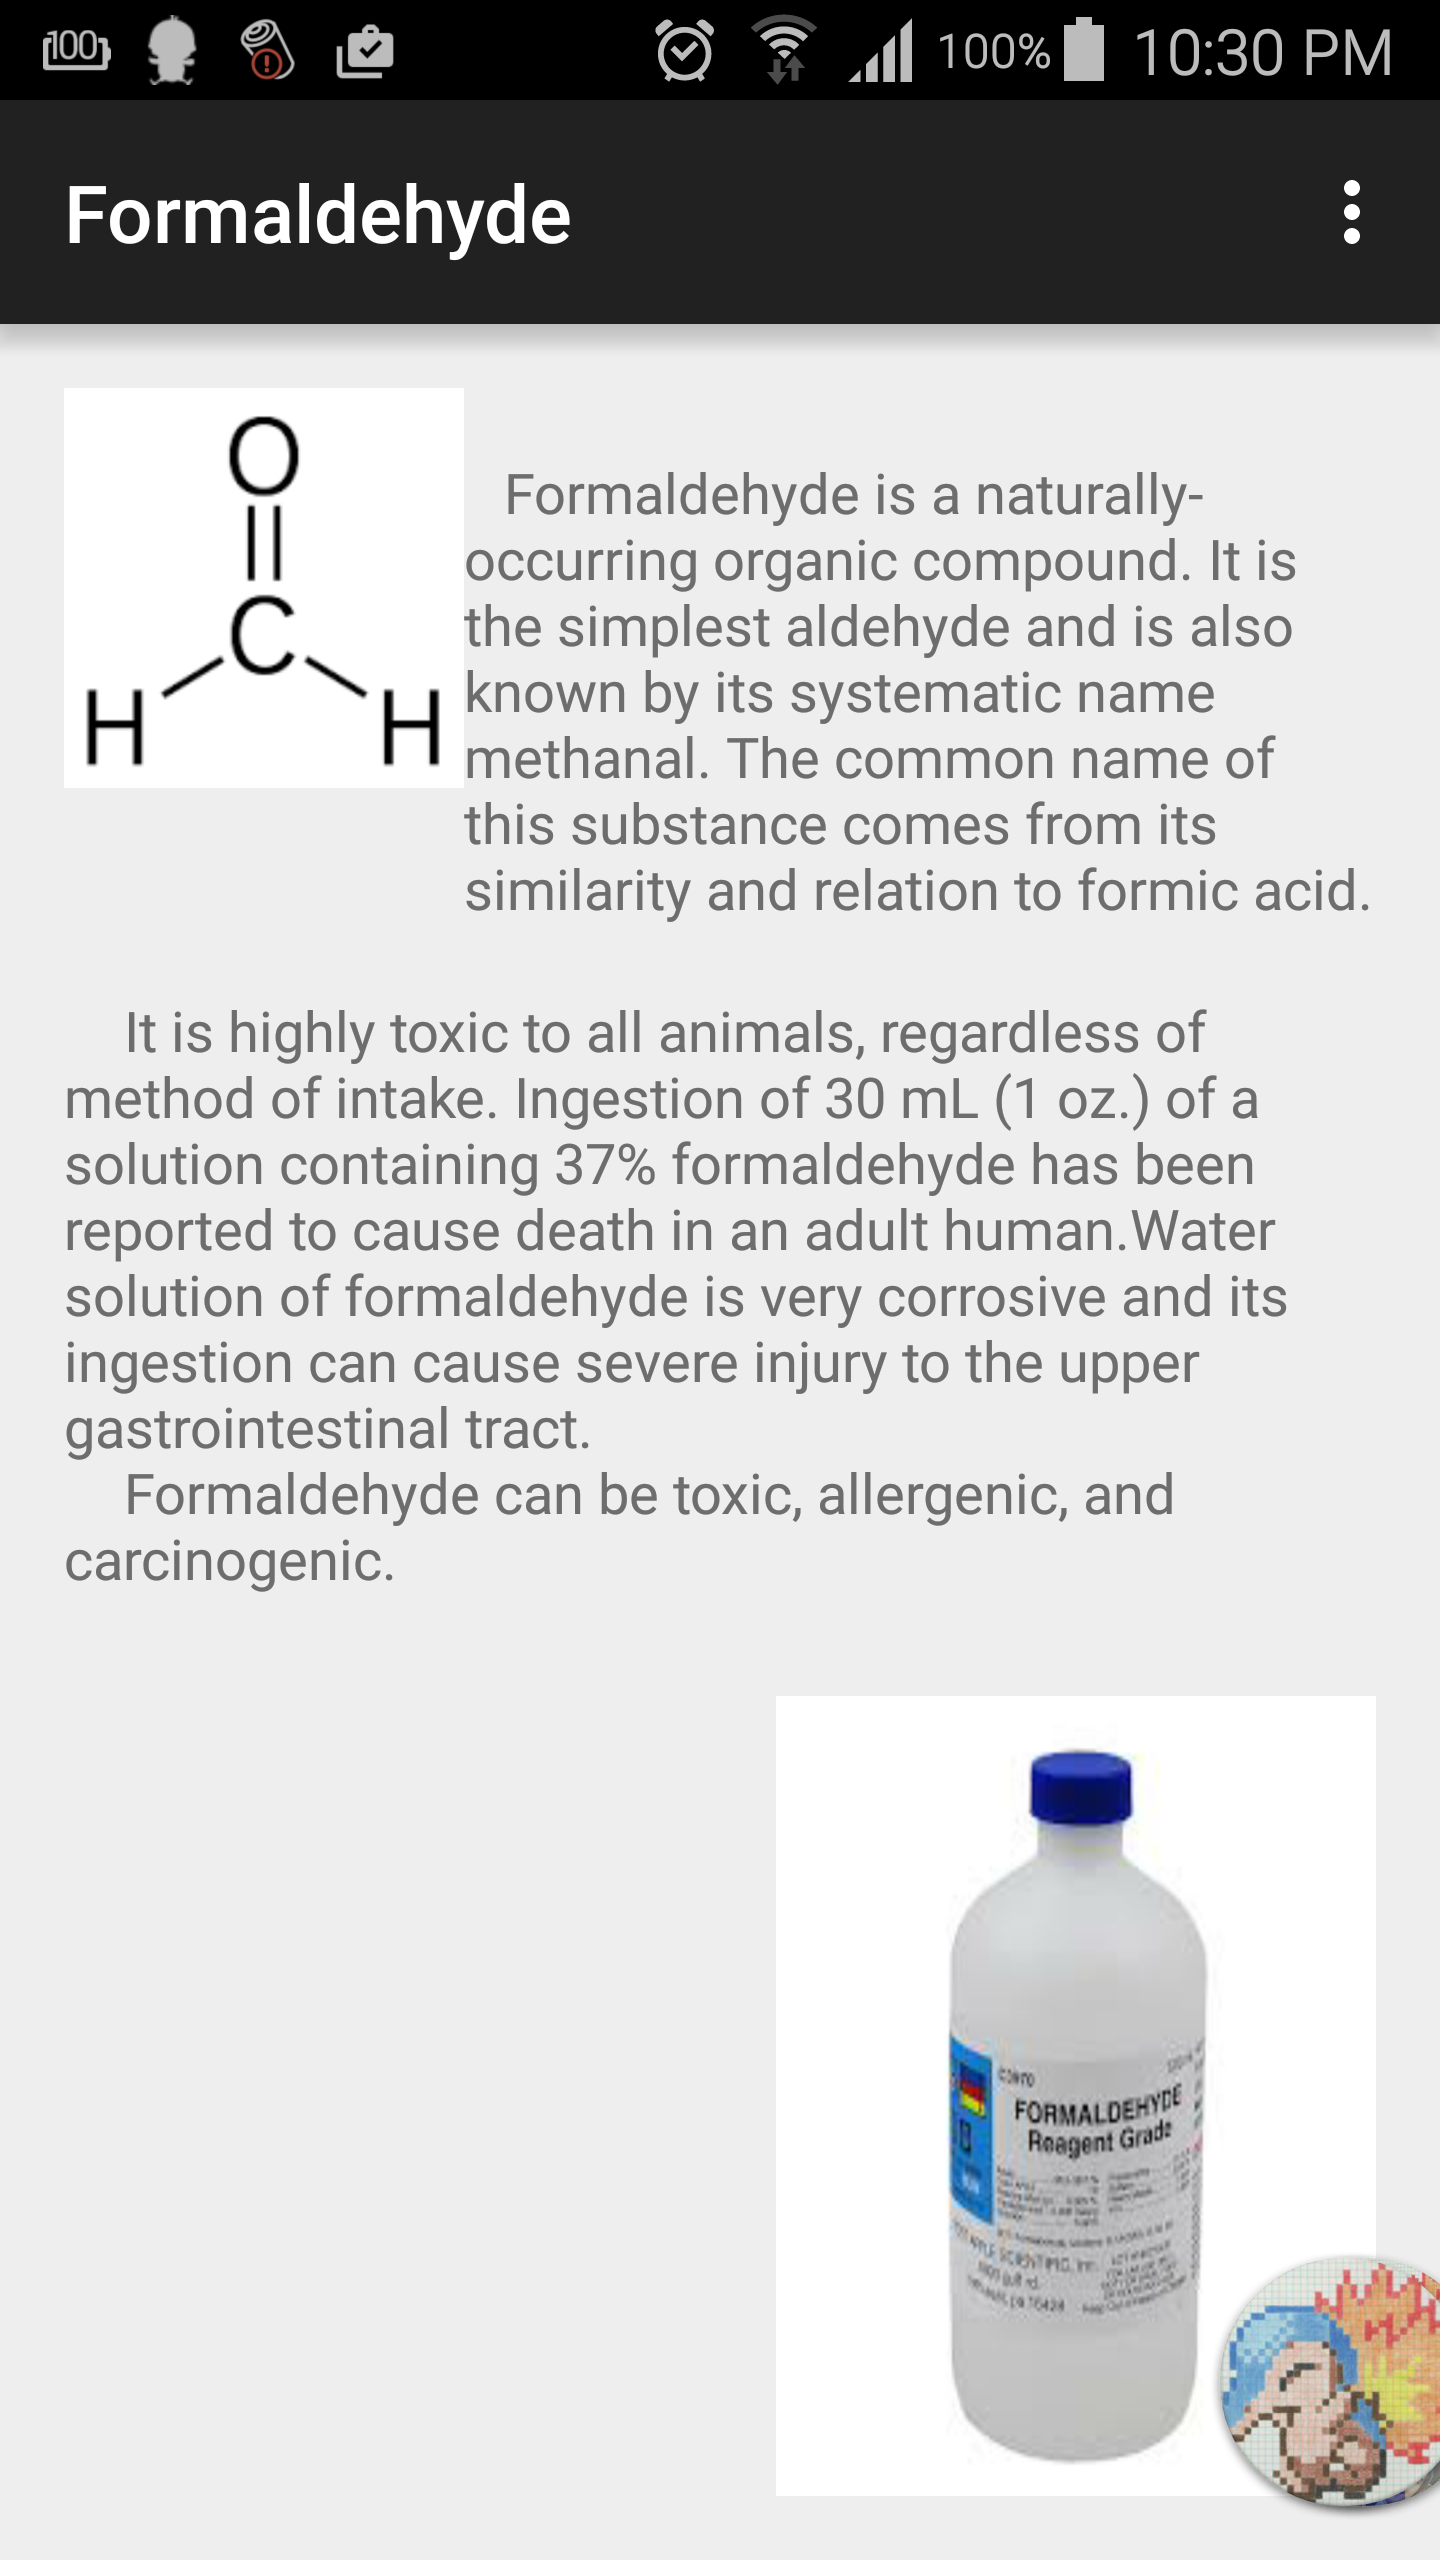 100
100%
10:30 PM
Formaldehyde
O
C
H H
Formaldehyde is a naturally-
occurring organic compound. It is
the simplest aldehyde and is also
known by its systematic name
methanal. The common name of
this substance comes from its
similarity and relation to formic acid.
It is highly toxic to all animals, regardless of
method of intake. Ingestion of 30 mL (1 oz.) of a
solution containing 37% formaldehyde has been
reported to cause death in an adult human.Water
solution of formaldehyde is very corrosive and its
ingestion can cause severe injury to the upper
gastrointestinal tract.
Formaldehyde can be toxic, allergenic, and
carcinogenic.
FORMALDEHYDE
Reagent Grade